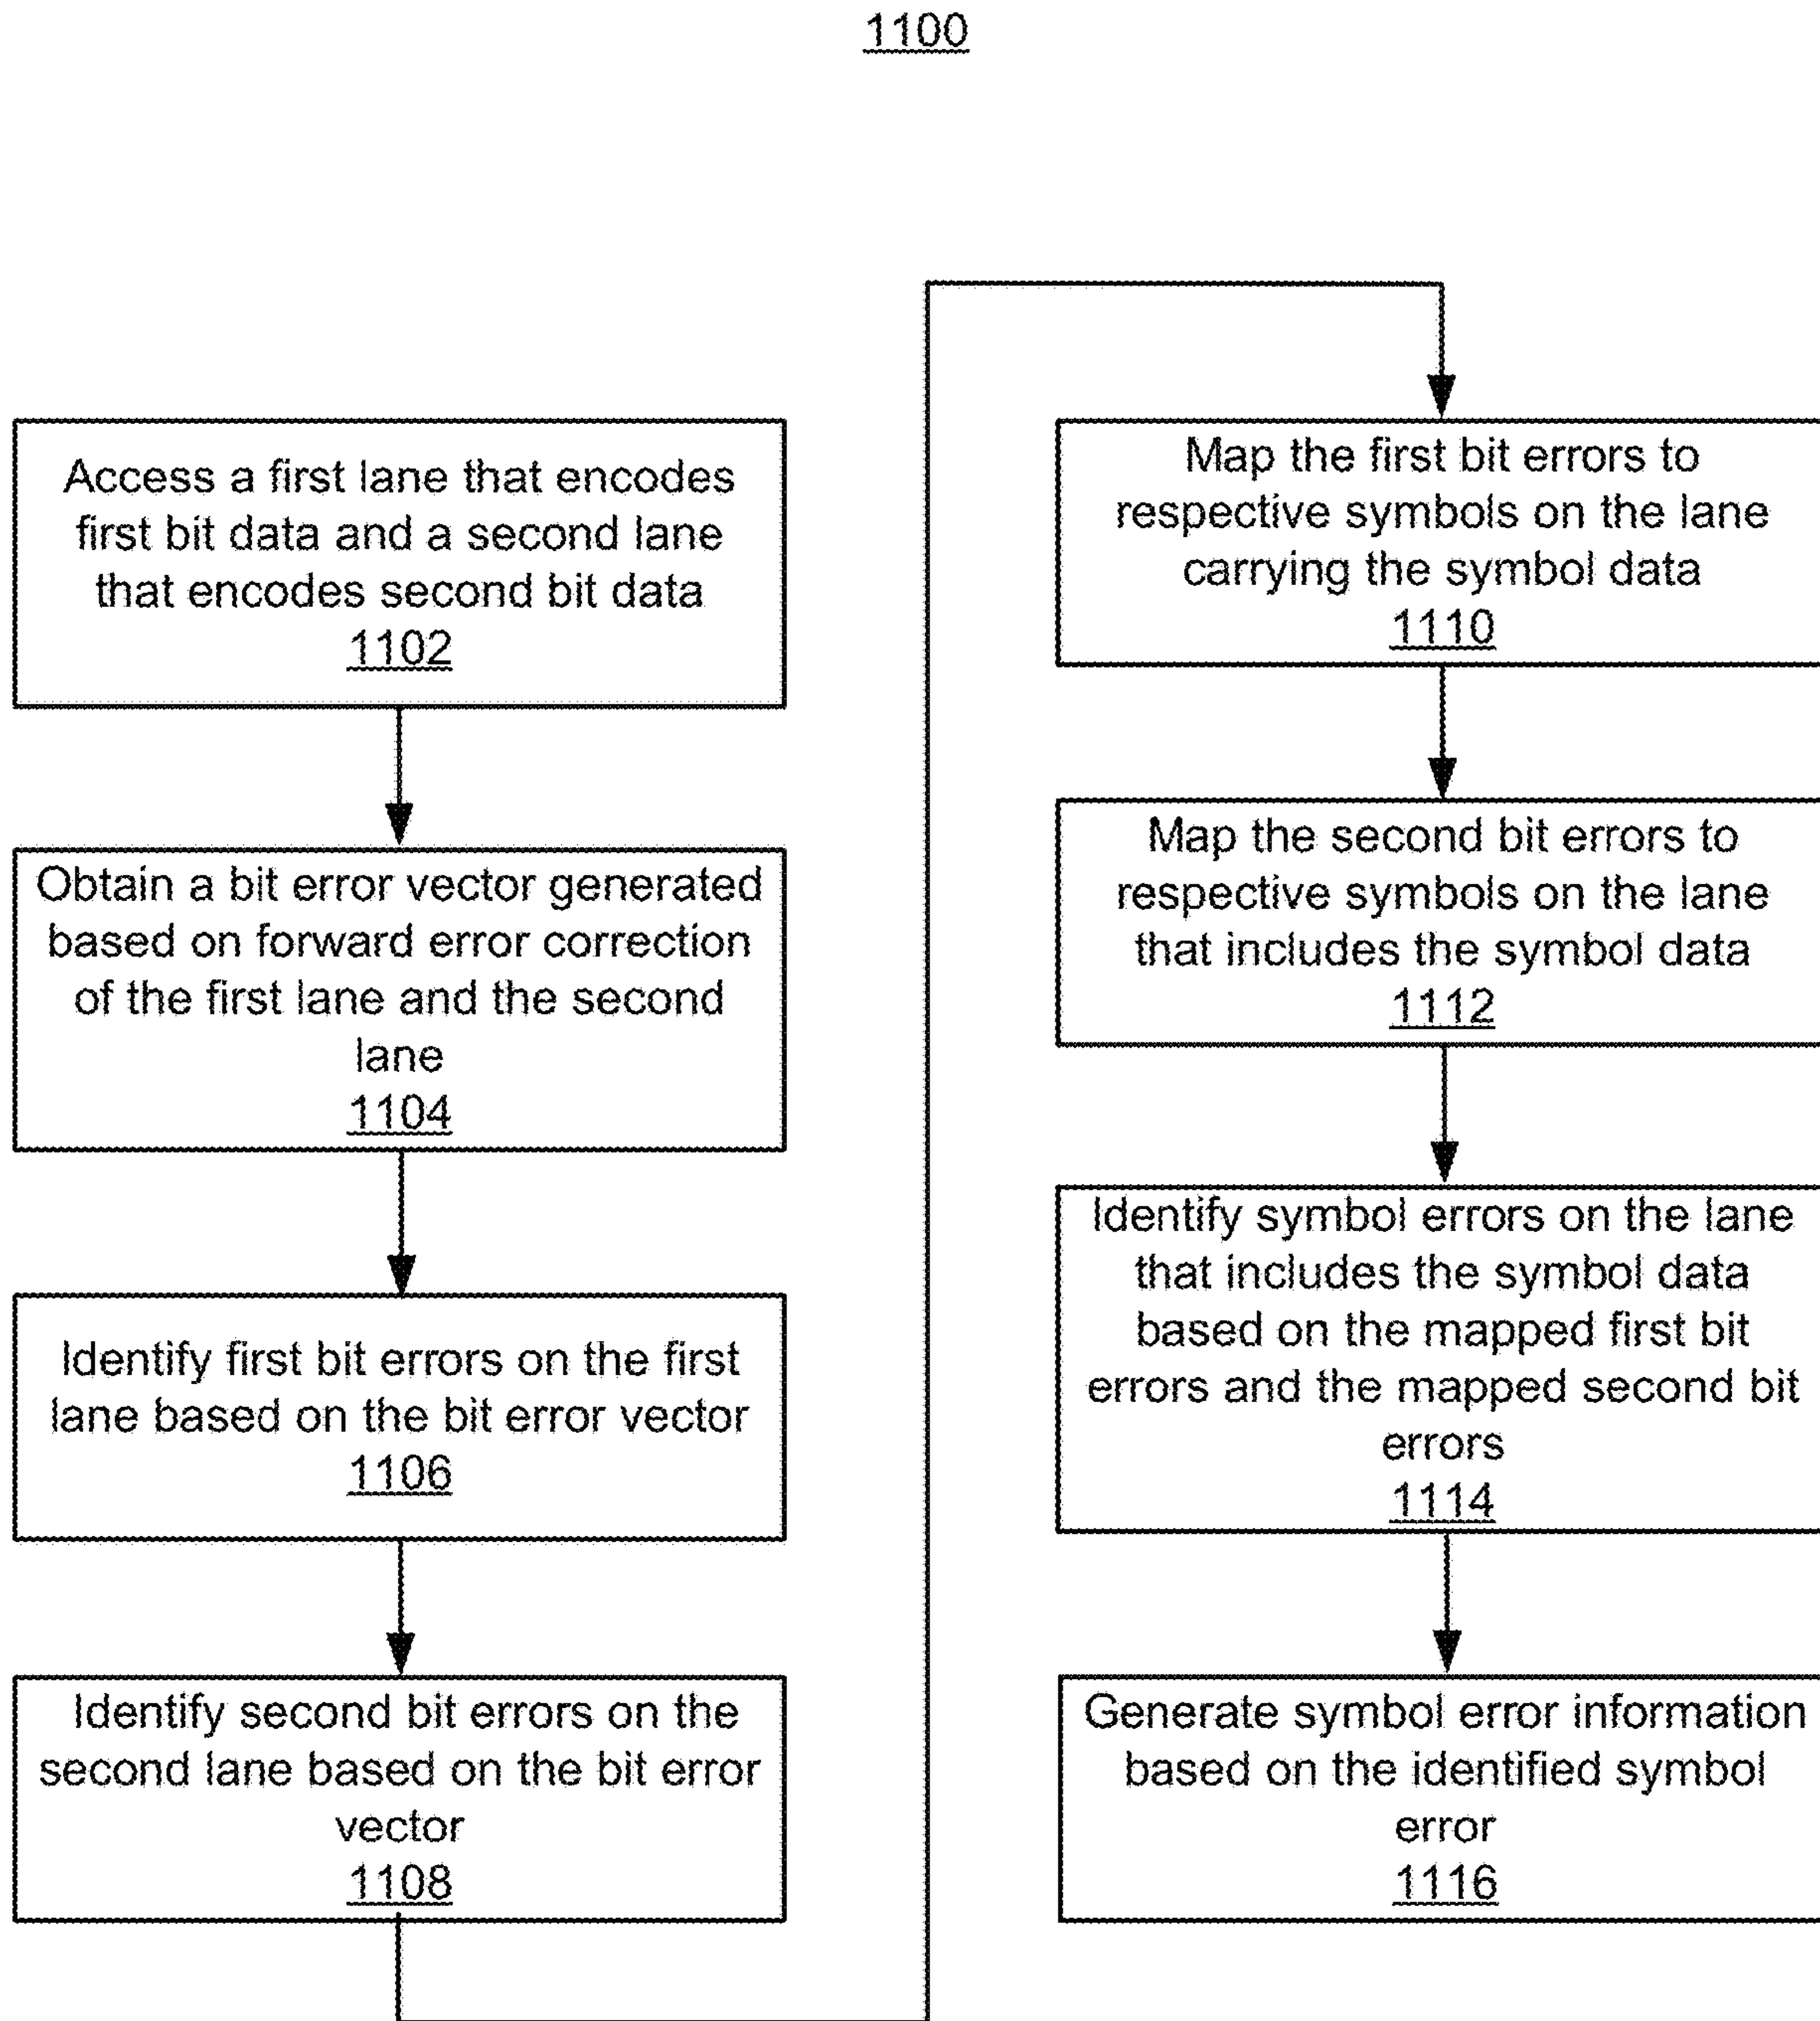 1100
Access a first lane that encodes
first bit data and a second lane
that encodes second bit data
1102
Obtain a bit error vector generated
based on forward error correction
of the first lane and the second
lane
1104
Identify first bit errors on the first
lane based on the bit error vector
1106
Identify second bit errors on the
second lane based on the bit error
vector
1108
Map the first bit errors to
respective symbols on the lane
carrying the symbol data
1110
Map the second bit errors to
respective symbols on the lane
that includes the symbol data
1112
Identify symbol errors on the lane
that includes the symbol data
based on the mapped first bit
errors and the mapped second bit
errors
1114
Generate symbol error information
based on the identified symbol
error
1116